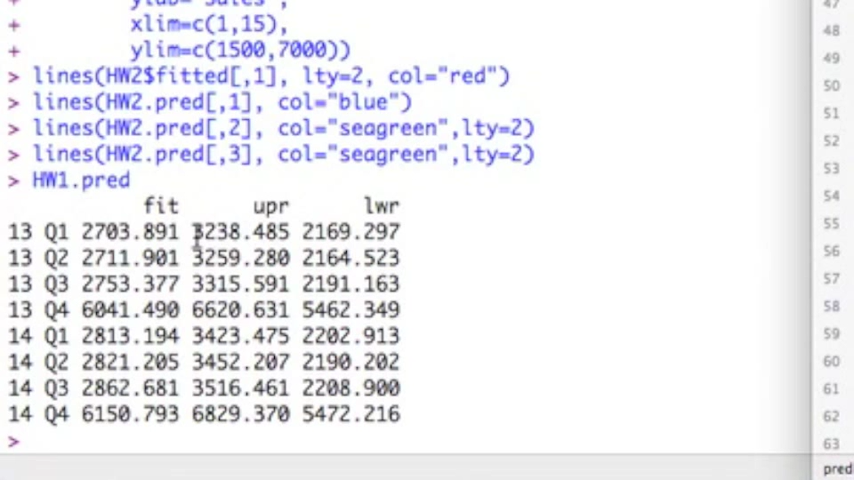 + ylab="Sales",
+ xlim=c(1,15),
+ ylim=c(1500,7000))
> lines(HW2$fitted[,1], lty=2, col="red")
> lines(HW2.pred[,1], col="blue")
> lines(HW2.pred[,2], col="seagreen",lty=2)
> lines(HW2.pred[,3], col="seagreen",lty=2)
> HW1.pred
fit upr lwr
13 Q1 2703.891 3238.485 2169.297
13 Q2 2711.901 3259.280 2164.523
13 Q3 2753.377 3315.591 2191.163
13 Q4 6041.490 6620.631 5462.349
14 Q1 2813.194 3423.475 2202.913
14 Q2 2821.205 3452.207 2190.202
14 Q3 2862.681 3516.461 2208.900
14 Q4 6150.793 6829.370 5472.216
>
47
48
49
50
51
52
53
54
55
56
57
58
59
60
61
62
63
pred